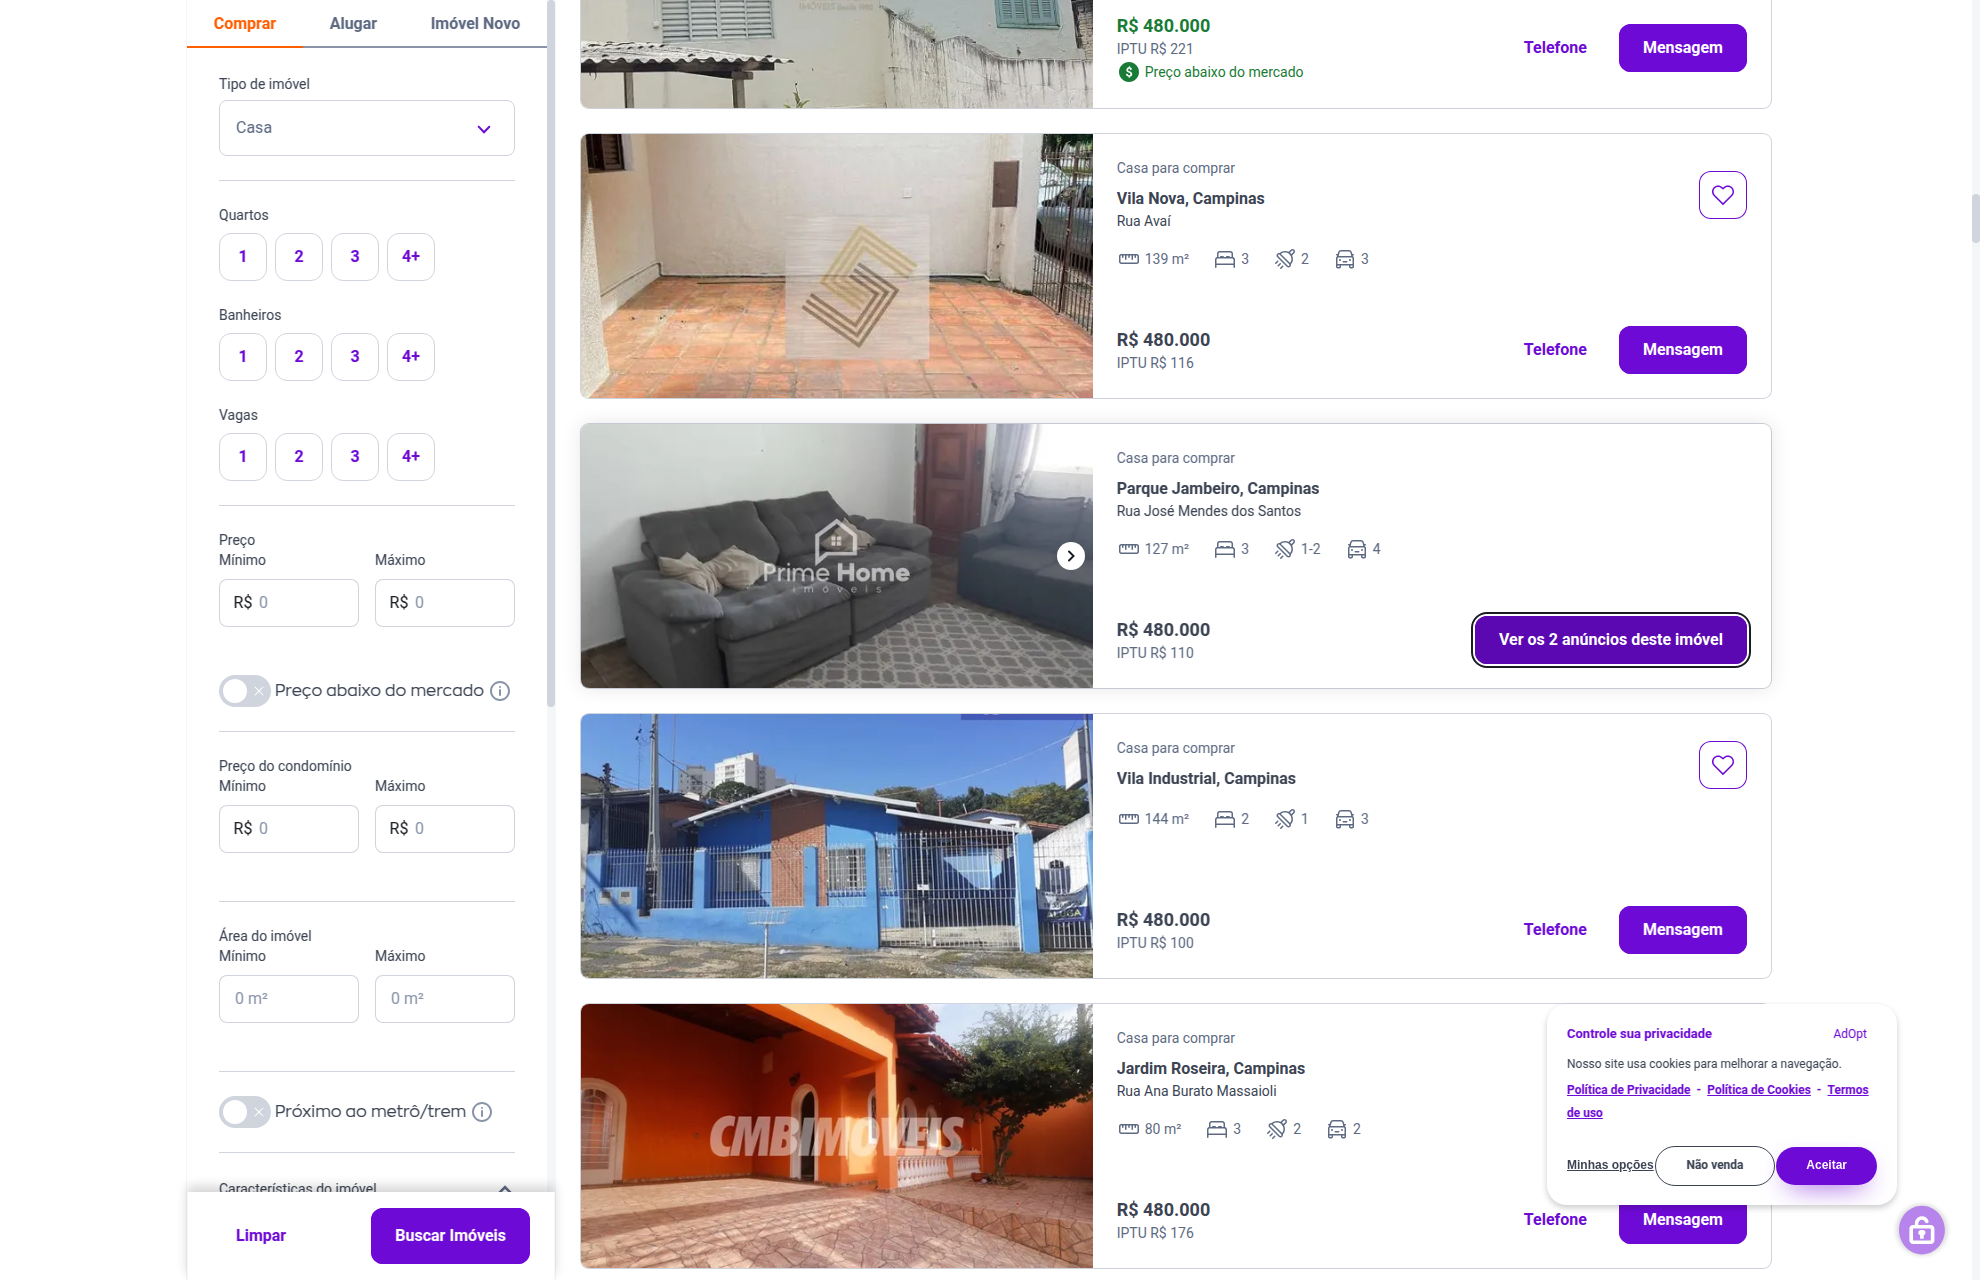 Comprar
Alugar
Imóvel Novo
Tipo de imóvel
Casa
Quartos
1
2
3
4+
Banheiros
1
2
3
4+
Vagas
1
2
3
4+
Preço
Mínimo
Máximo
R$ 0
R$ 0
Preço abaixo do mercado
Preço do condomínio
Mínimo
Máximo
R$ 0
R$ 0
Área do imóvel
Mínimo
Máximo
0 m²
0 m²
Próximo ao metrô/trem
Características do imóvel
Limpar
Buscar Imóveis
R$ 480.000
IPTU R$ 221
Preço abaixo do mercado
Telefone
Mensagem
Casa para comprar
Vila Nova, Campinas
Rua Avaí
139 m²
3
2
3
R$ 480.000
IPTU R$ 116
Telefone
Mensagem
Prime Home
imóveis
Casa para comprar
Parque Jambeiro, Campinas
Rua José Mendes dos Santos
127 m²
3
1-2
4
R$ 480.000
IPTU R$ 110
Ver os 2 anúncios deste imóvel
Casa para comprar
Vila Industrial, Campinas
144 m²
2
1
3
R$ 480.000
IPTU R$ 100
Telefone
Mensagem
CMBIMOVEIS
Casa para comprar
Jardim Roseira, Campinas
Rua Ana Burato Massaioli
80 m²
3
2
2
R$ 480.000
IPTU R$ 176
Telefone
Mensagem
Controle sua privacidade
AdOpt
Nosso site usa cookies para melhorar a navegação.
Política de Privacidade - Política de Cookies - Termos
de uso
Minhas opções
Não venda
Aceitar